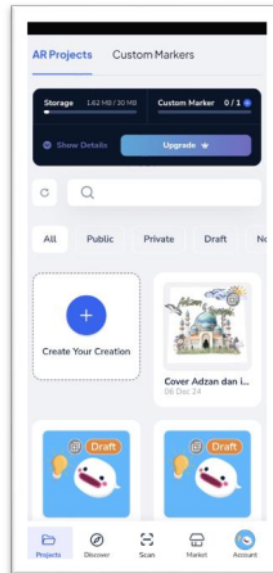 AR Projects Custom Markers
Storage 1.62 MB / 30 MB Custom Marker 0 / 1
Show Details Upgrade
All Public Private Draft No
Create Your Creation
Cover Adzan dan i...
06 Dec 24
Draft Draft
Projects Discover Scan Market Account